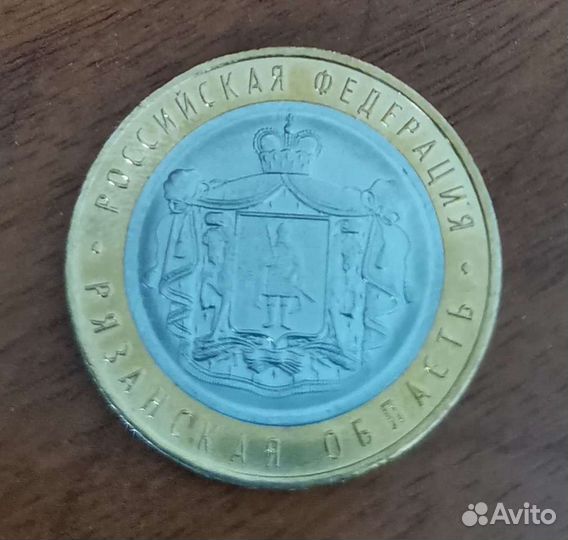 РОССИЙСКАЯ ФЕДЕРАЦИЯ
РЯЗАНСКАЯ ОБЛАСТЬ
Avito